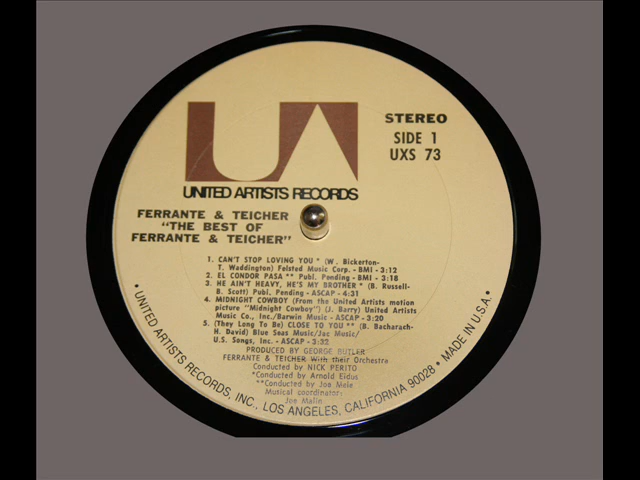 UA
UNITED ARTISTS RECORDS
STEREO
SIDE 1
UXS 73
FERRANTE & TEICHER
"THE BEST OF
FERRANTE & TEICHER"
1. CAN'T STOP LOVING YOU * (W. Bickerton-
T. Waddington) Felsted Music Corp. - BMI - 3:12
2. EL CONDOR PASA ** Publ. Pending - BMI - 3:18
3. HE AIN'T HEAVY, HE'S MY BROTHER * (B. Russell-
B. Scott) Publ. Pending - ASCAP - 4:31
4. MIDNIGHT COWBOY (From the United Artists motion
picture "Midnight Cowboy") (J. Barry) United Artists
Music Co., Inc./Barwin Music - ASCAP - 3:20
5. (They Long To Be) CLOSE TO YOU ** (B. Bacharach-
H. David) Blue Seas Music/Jac Music/
U.S. Songs, Inc. - ASCAP - 3:32
PRODUCED BY GEORGE BUTLER
FERRANTE & TEICHER With their Orchestra
Conducted by NICK PERITO
*Conducted by Arnold Eidus
**Conducted by Joe Mele
Musical coordinator:
Joe Malin
• UNITED ARTISTS RECORDS, INC., LOS ANGELES, CALIFORNIA 90028 • MADE IN U.S.A. •